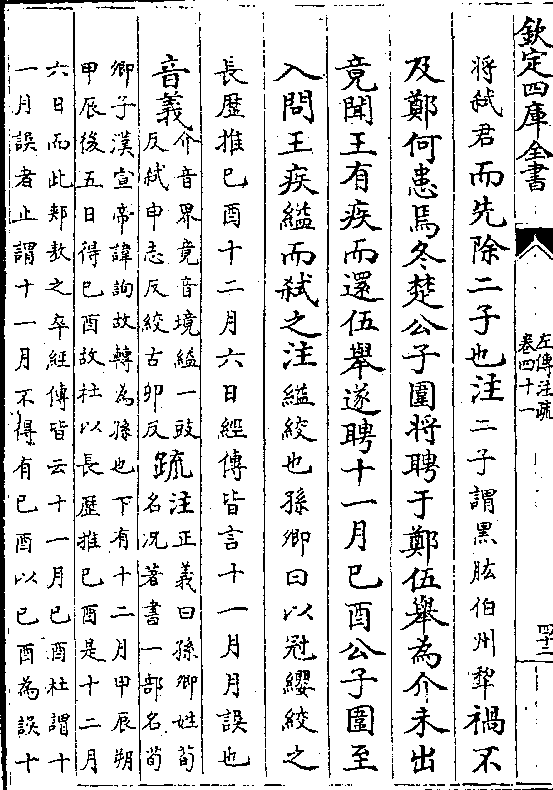 欽定四庫全書
左傳注疏
卷四十一
將弑君而先除二子也注二子謂黑肱伯州犂禍不
及鄭何患焉冬楚公子圍將聘于鄭伍舉為介未出
竟聞王有疾而還伍舉遂聘十一月己酉公子圍至
入問王疾縊而弑之注縊絞也孫卿曰以冠纓絞之
長厯推己酉十二月六日經傳皆言十一月月誤也
音義介音界竟音境縊一豉
反弑申志反絞古卯反疏注正義曰孫卿姓荀
名况著書一部名荀
卿子漢宣帝諱詢故轉為孫也下有十二月甲辰朔
甲辰後五日得己酉故杜以長厯推己酉是十二月
六日而此郟敖之卒經傳皆云十一月己酉杜謂十
一月誤者止謂十一月不得有己酉以己酉為誤十